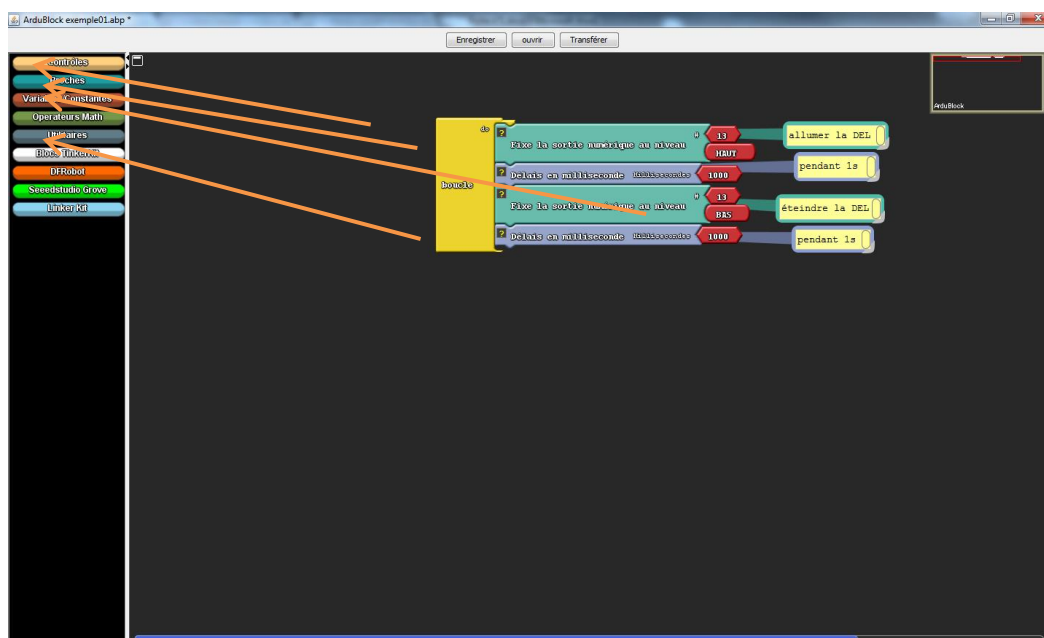 ArduBlock exemple01.abp *
Enregistrer ouvrir Transférer
Contrôles
Broches
Variables/Constantes
Operateurs Math
Utilitaires
Blocs TinkerKit
DFRobot
Seeedstudio Grove
Linker Kit
ArduBlock
boucle
do
Fixe la sortie numérique au niveau
#
13
HAUT
allumer la DEL
Delais en milliseconde Millisecondes 1000
pendant 1s
Fixe la sortie numérique au niveau
#
13
BAS
éteindre la DEL
Delais en milliseconde Millisecondes 1000
pendant 1s